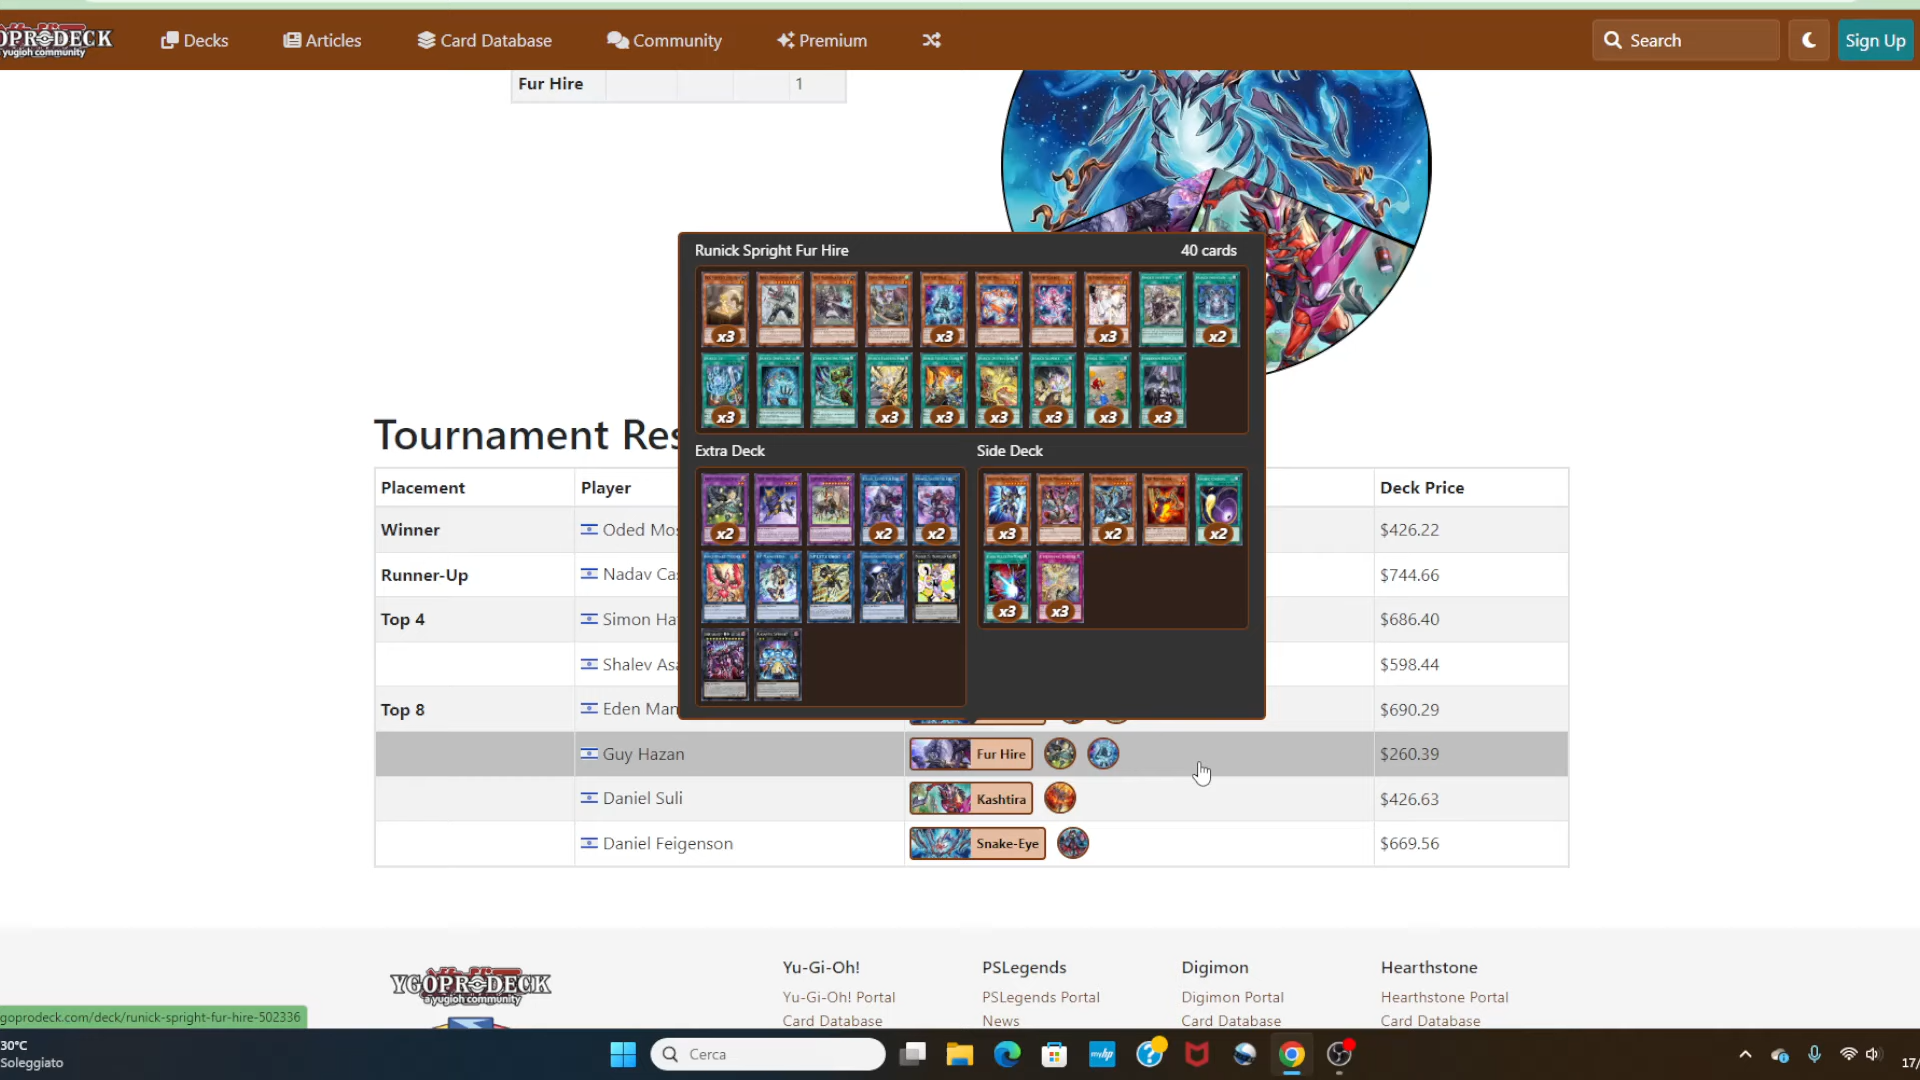 OPRODECK
yugioh community
Decks
Articles
Card Database
Community
Premium
Search
Sign Up
Fur Hire
1
Runick Spright Fur Hire
40 cards
x3
x3
x3
x2
x3
x3
x3
x3
x3
x3
x3
Extra Deck
Side Deck
x2
x2
x2
x3
x2
x2
x3
x3
Tournament Res
Placement
Player
Deck Price
Winner
Oded Mos
$426.22
Runner-Up
Nadav Ca
$744.66
Top 4
Simon Ha
$686.40
Shalev Asa
$598.44
Top 8
Eden Man
$690.29
Guy Hazan
Fur Hire
$260.39
Daniel Suli
Kashtira
$426.63
Daniel Feigenson
Snake-Eye
$669.56
YGOPRODECK
a yugioh community
Yu-Gi-Oh!
Yu-Gi-Oh! Portal
Card Database
PSLegends
PSLegends Portal
News
Digimon
Digimon Portal
Card Database
Hearthstone
Hearthstone Portal
Card Database
goprodeck.com/deck/runick-spright-fur-hire-502336
30°C
Soleggiato
Cerca
myhp
17/